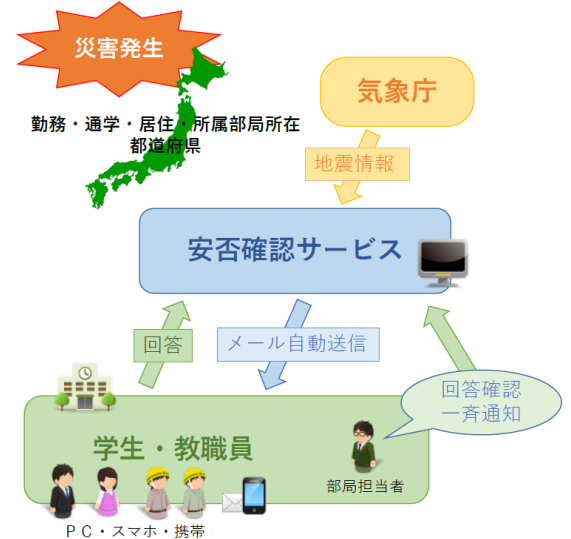 災害発生
気象庁
勤務・通学・居住・所属部局所在
都道府県
地震情報
安否確認サービス
回答
メール自動送信
回答確認
一斉通知
学生・教職員
部局担当者
ＰＣ・スマホ・携帯